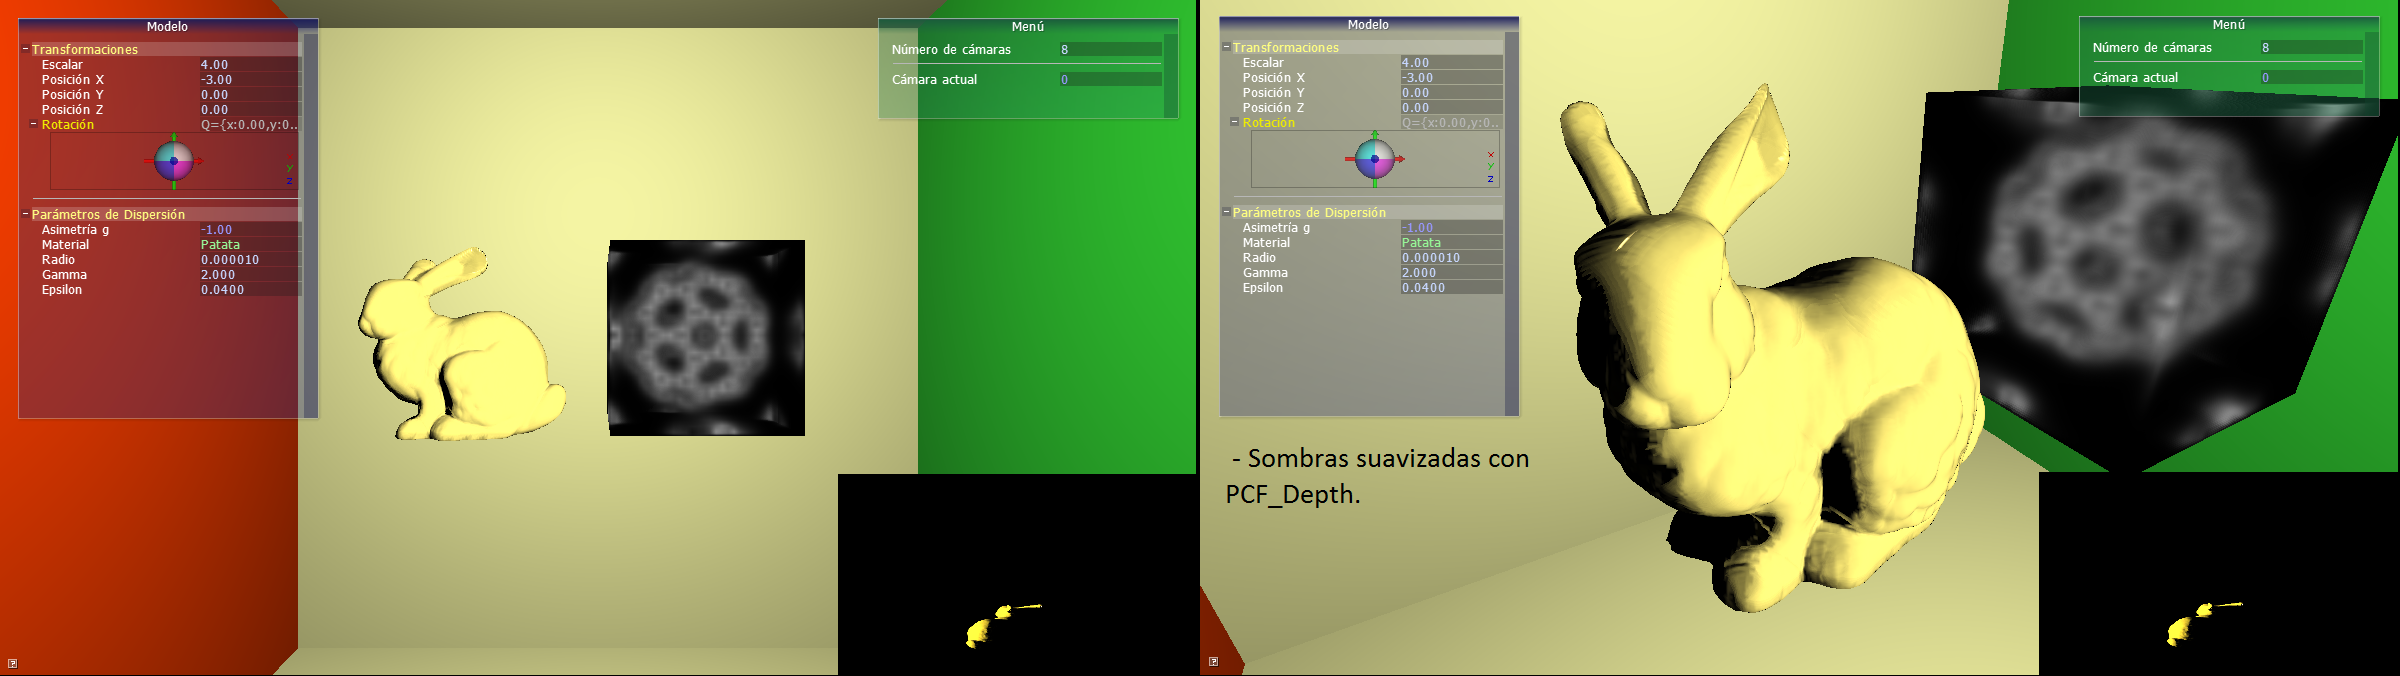 Modelo
Transformaciones
Escalar 4.00
Posición X -3.00
Posición Y 0.00
Posición Z 0.00
Rotación Q={x:0.00,y:0..
X
Y
Z
Parámetros de Dispersión
Asimetría g -1.00
Material Patata
Radio 0.000010
Gamma 2.000
Epsilon 0.0400
Menú
Número de cámaras 8
Cámara actual 0
?
Modelo
Transformaciones
Escalar 4.00
Posición X -3.00
Posición Y 0.00
Posición Z 0.00
Rotación Q={x:0.00,y:0..
X
Y
Z
Parámetros de Dispersión
Asimetría g -1.00
Material Patata
Radio 0.000010
Gamma 2.000
Epsilon 0.0400
Menú
Número de cámaras 8
Cámara actual 0
- Sombras suavizadas con
PCF_Depth.
?